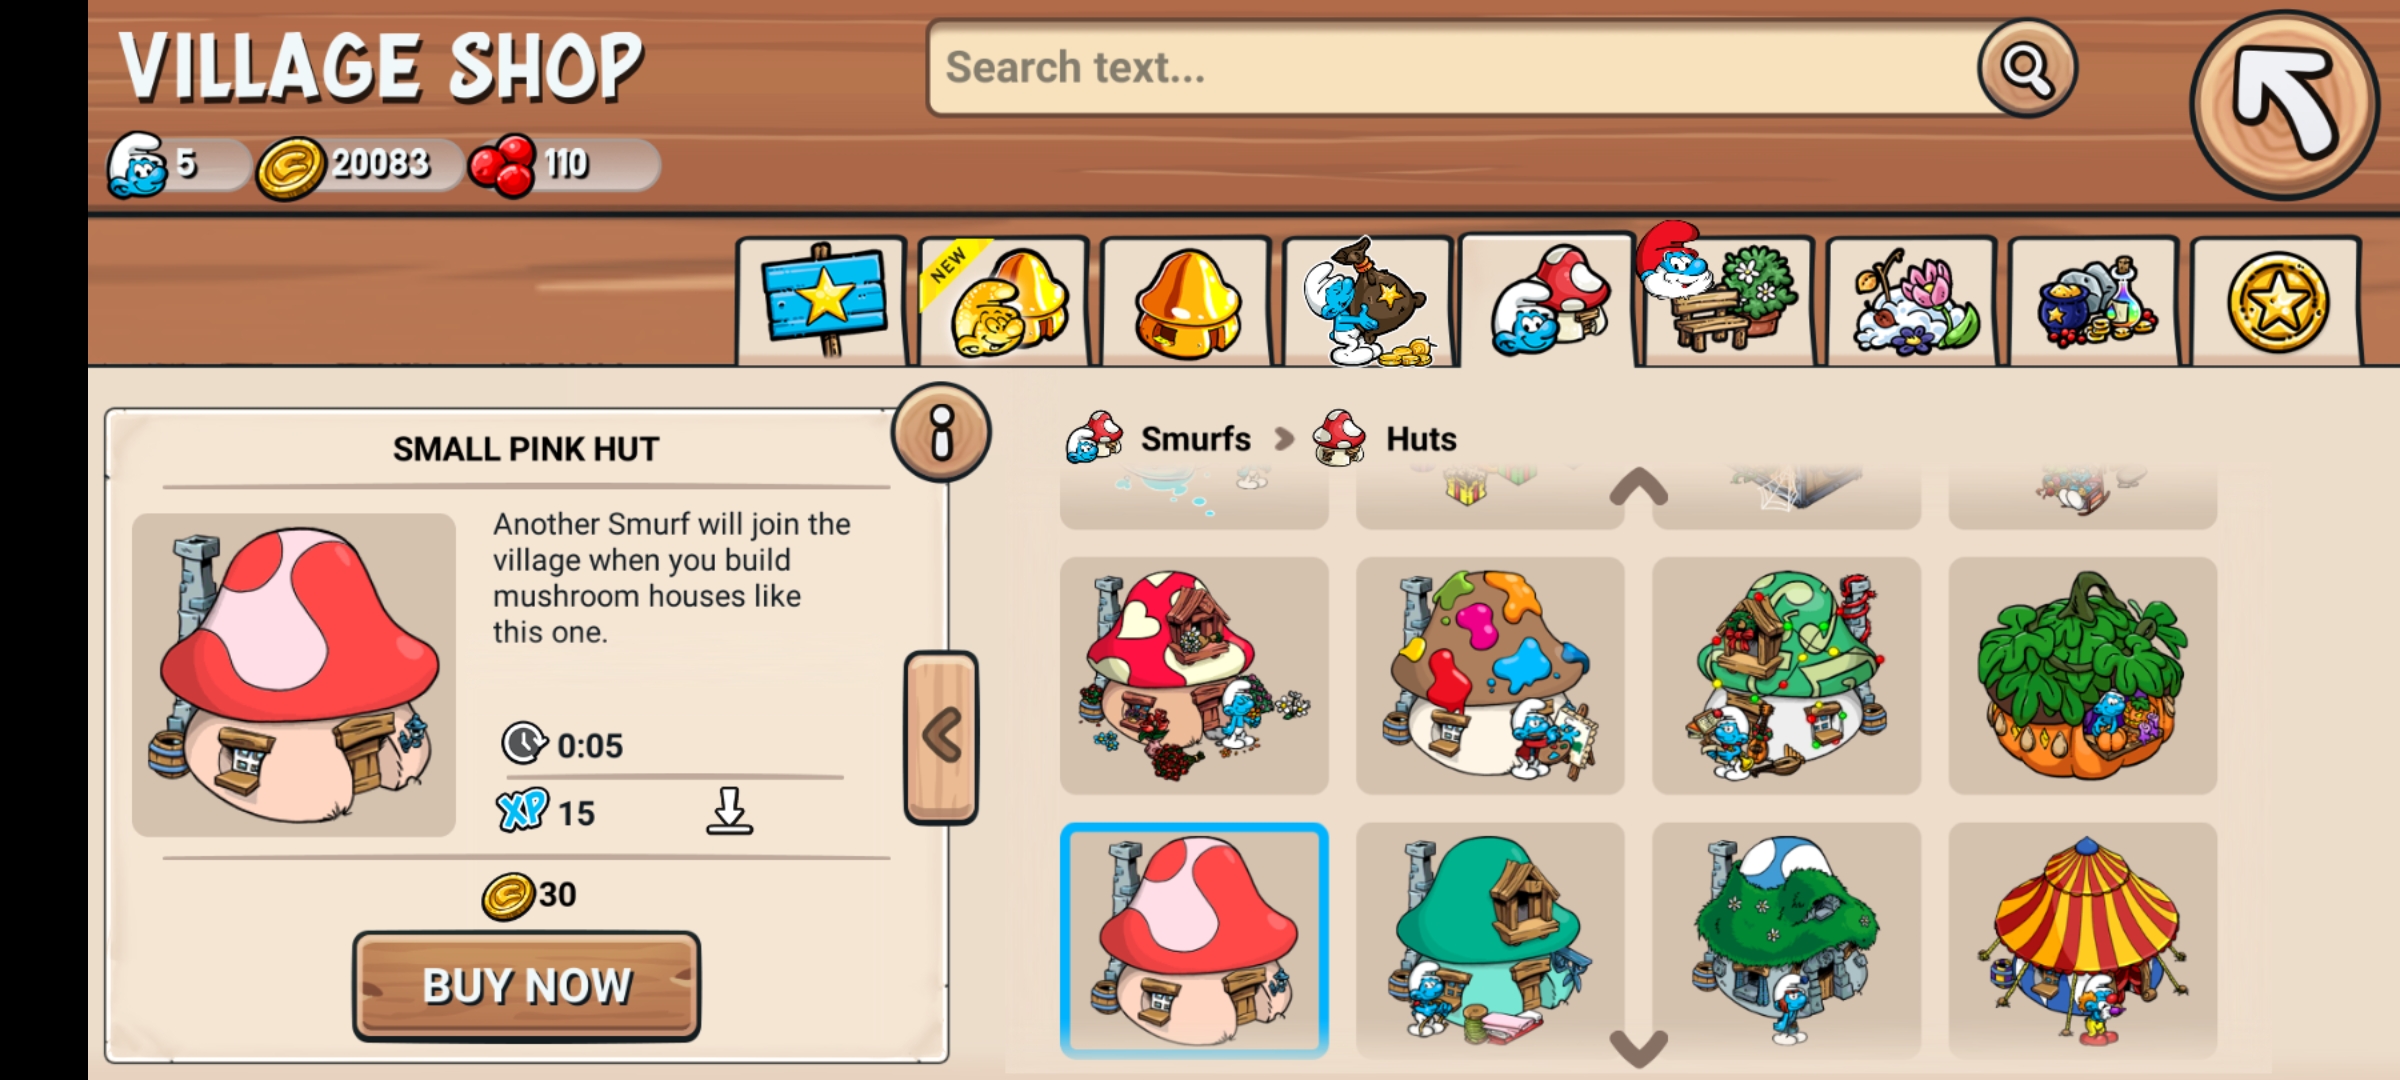 VILLAGE SHOP
Search text...
5
20083
110
NEW
SMALL PINK HUT
Another Smurf will join the
village when you build
mushroom houses like
this one.
0:05
XP 15
30
BUY NOW
Smurfs
Huts